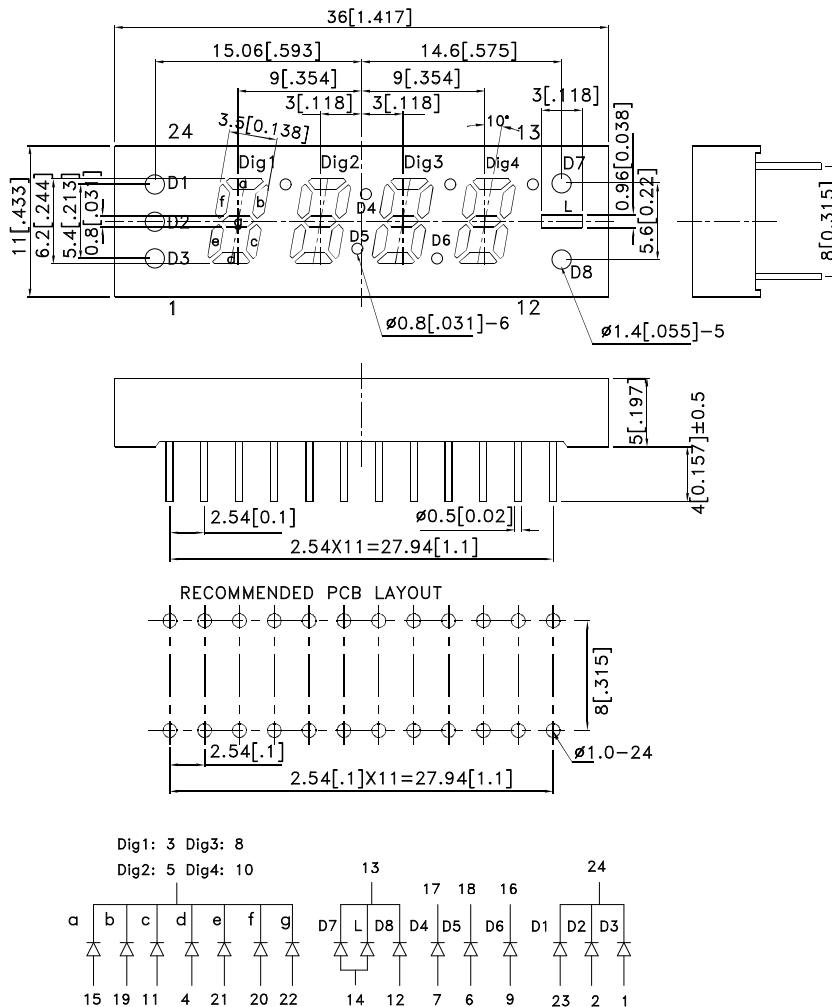 36[1.417]
15.06[.593] 14.6[.575]
9[.354] 9[.354]
3[.118] 3[.118] 3[.118]
3.5[0.138] 10°
24 13
Dig1 Dig2 Dig3 Dig4 D7
D1 a
f b D4 L
D2 g
e c D5 D6
D3 d D8
11[.433]
6.2[.244]
5.4[.213]
0.8[.031]
0.96[0.038]
5.6[0.22]
8[0.315]
1 12
ø0.8[.031]-6
ø1.4[.055]-5
5[.197]
4[0.157]±0.5
2.54[0.1] ø0.5[0.02]
2.54X11=27.94[1.1]
RECOMMENDED PCB LAYOUT
8[.315]
2.54[.1] ø1.0-24
2.54[.1]X11=27.94[1.1]
Dig1: 3 Dig3: 8
Dig2: 5 Dig4: 10
13 17 18 16 24
a b c d e f g D7 L D8 D4 D5 D6 D1 D2 D3
15 19 11 4 21 20 22 14 12 7 6 9 23 2 1